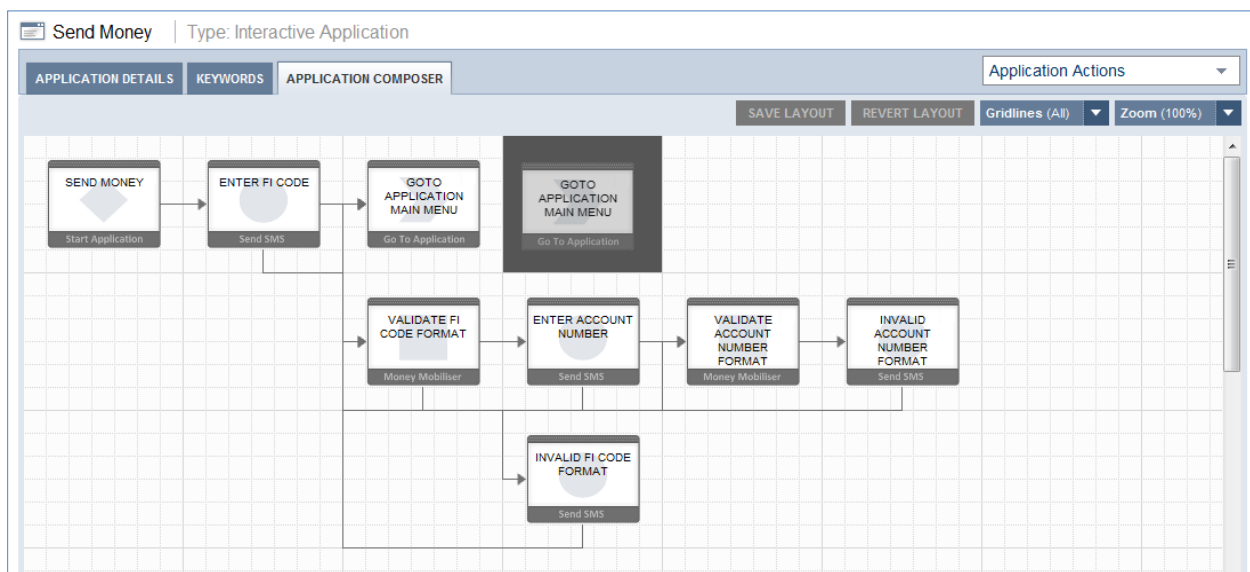 Send Money Type: Interactive Application
APPLICATION DETAILS KEYWORDS APPLICATION COMPOSER Application Actions
SAVE LAYOUT REVERT LAYOUT Gridlines (All) Zoom (100%)
SEND MONEY
Start Application
ENTER FI CODE
Send SMS
GOTO
APPLICATION
MAIN MENU
Go To Application
GOTO
APPLICATION
MAIN MENU
Go To Application
VALIDATE FI
CODE FORMAT
Money Mobiliser
ENTER ACCOUNT
NUMBER
Send SMS
VALIDATE
ACCOUNT
NUMBER
FORMAT
Money Mobiliser
INVALID
ACCOUNT
NUMBER
FORMAT
Send SMS
INVALID FI CODE
FORMAT
Send SMS